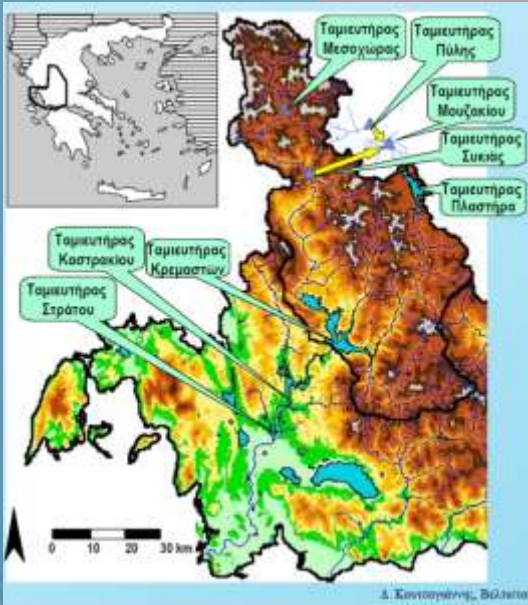 Ταμιευτήρας
Μεσοχώρας
Ταμιευτήρας
Πύλης
Ταμιευτήρας
Μουζακίου
Ταμιευτήρας
Συκιάς
Ταμιευτήρας
Πλαστήρα
Ταμιευτήρας
Καστρακίου
Ταμιευτήρας
Κρεμαστών
Ταμιευτήρας
Στράτου
0 10 20 30 km
Δ. Κουτσογιάννης,